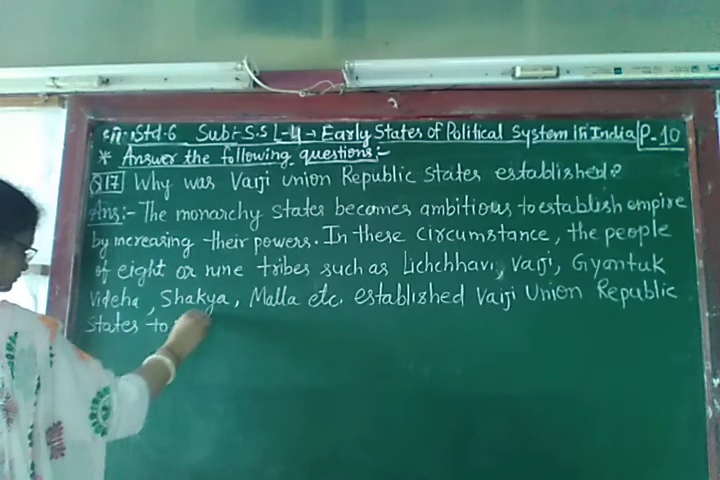 Std.6 Sub:-S.S L-4 → Early States of Political System in India P-10
* Answer the following questions:-
Q17 Why was Vajji union Republic States established?
Ans:- The monarchy states becomes ambitious to establish empire
by increasing their powers. In these circumstance, the people
of eight or nine tribes such as Lichchhavi, Vajji, Gyantuk
Videha, Shakya, Malla etc. established Vajji Union Republic
States to